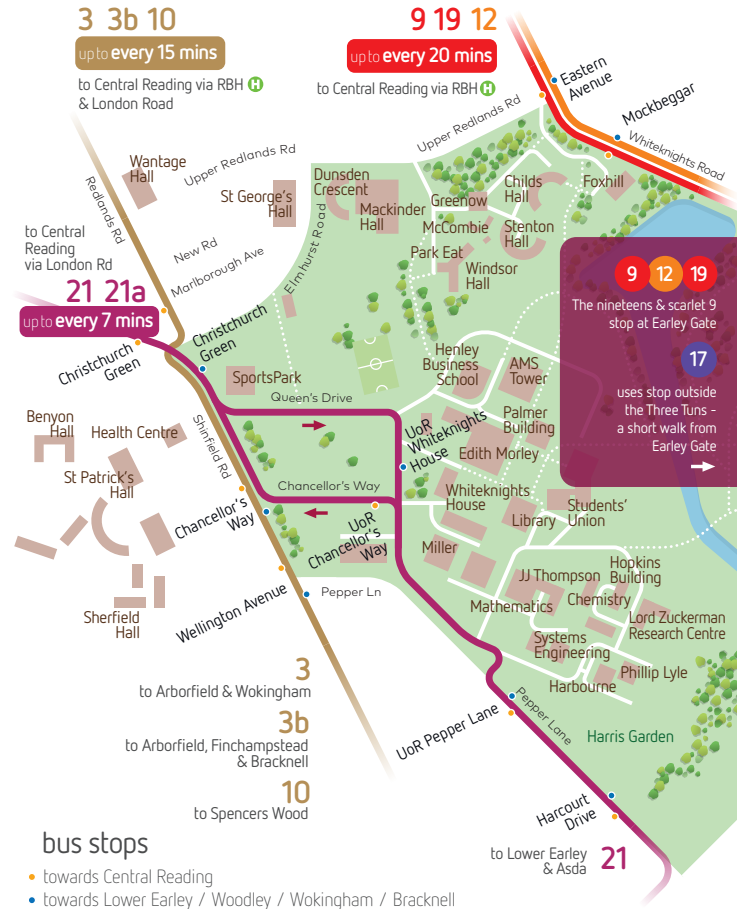 3 3b 10
up to every 15 mins
to Central Reading via RBH H
& London Road
9 19 12
up to every 20 mins
to Central Reading via RBH H
Eastern
Avenue
Mockbeggar
Whiteknights Road
Upper Redlands Rd
Wantage
Hall
Upper Redlands Rd
Redlands Rd
St George's
Hall
Dunsden
Crescent
Mackinder
Hall
Elmhurst Road
New Rd
Marlborough Ave
Greenow
McCombie
Park Eat
Windsor
Hall
Childs
Hall
Stenton
Hall
Foxhill
to Central
Reading
via London Rd
21 21a
up to every 7 mins
Christchurch
Green
Christchurch
Green
9 12 19
The nineteens & scarlet 9
stop at Earley Gate
17
uses stop outside
the Three Tuns –
a short walk from
Earley Gate
SportsPark
Queen's Drive
Henley
Business
School
AMS
Tower
Palmer
Building
Edith Morley
UoR
Whiteknights
House
Benyon
Hall
Health Centre
St Patrick's
Hall
Shinfield Rd
Chancellor's Way
Chancellor's
Way
UoR
Chancellor's
Way
Whiteknights
House
Library
Students'
Union
Miller
JJ Thompson
Hopkins
Building
Chemistry
Mathematics
Lord Zuckerman
Research Centre
Systems
Engineering
Phillip Lyle
Harbourne
Sherfield
Hall
Wellington Avenue
Pepper Ln
3
to Arborfield & Wokingham
3b
to Arborfield, Finchampstead
& Bracknell
10
to Spencers Wood
UoR Pepper Lane
Pepper Lane
Harris Garden
Harcourt
Drive
to Lower Earley
& Asda
21
bus stops
towards Central Reading
towards Lower Earley / Woodley / Wokingham / Bracknell